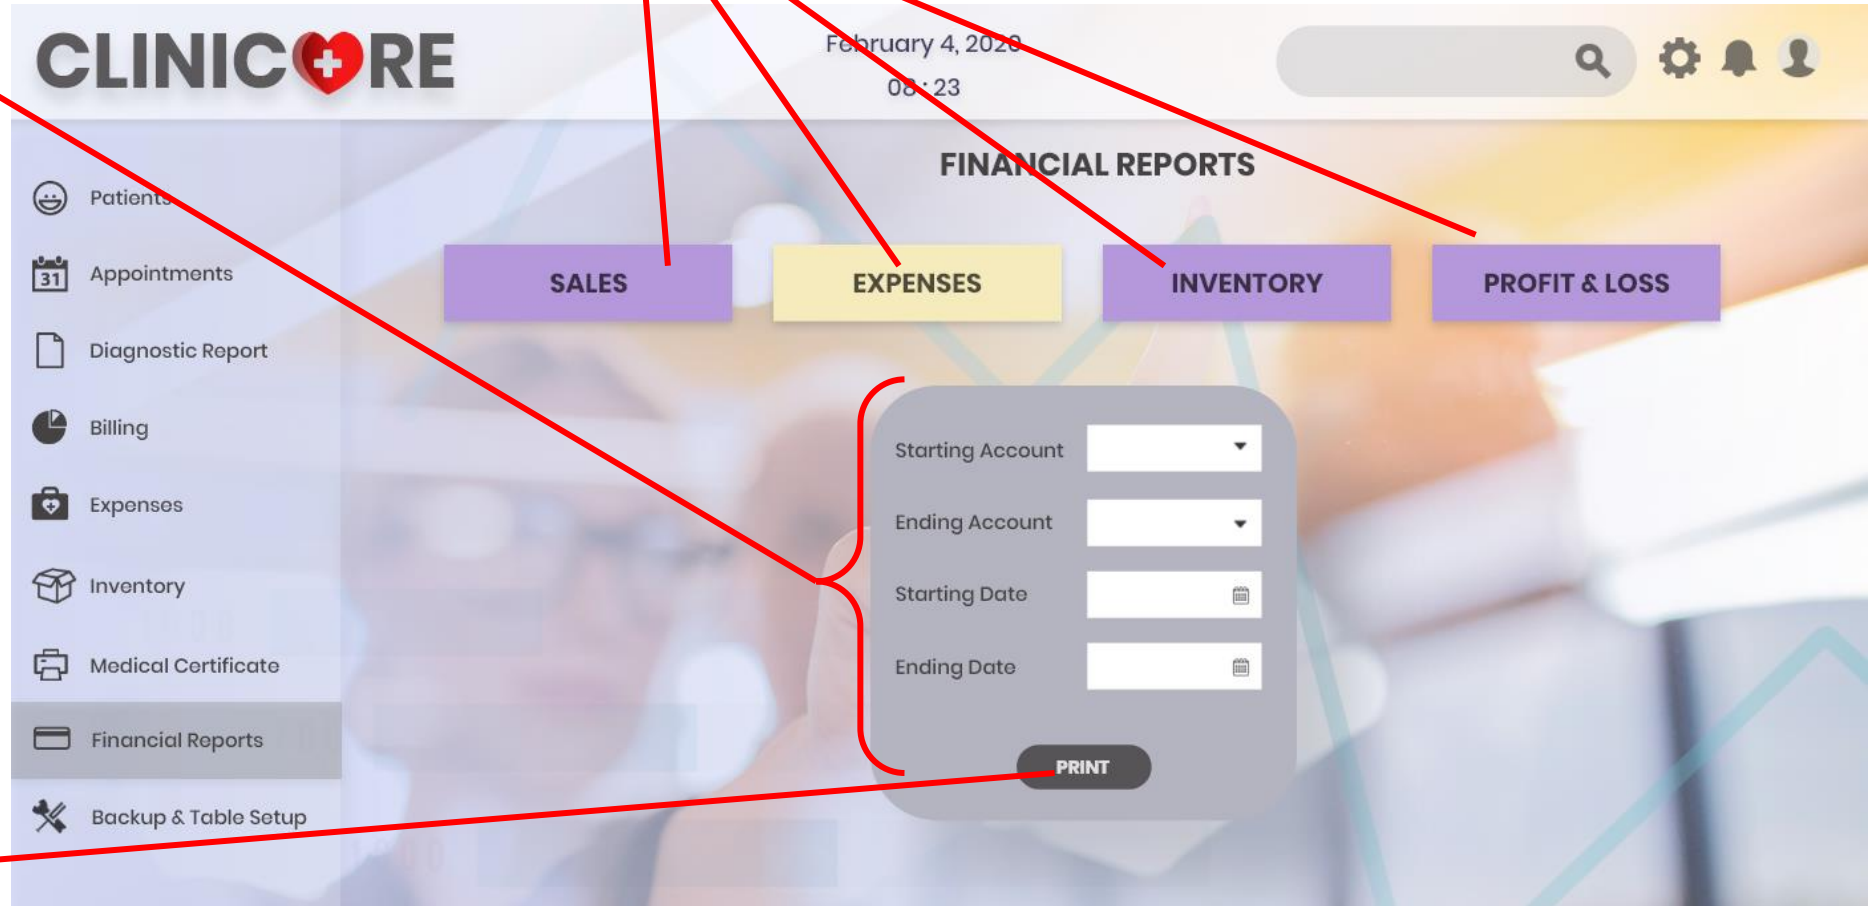 CLINICORE
February 4, 2020
08:23
FINANCIAL REPORTS
Patients
Appointments
31
Diagnostic Report
Billing
Expenses
Inventory
Medical Certificate
Financial Reports
Backup & Table Setup
SALES
EXPENSES
INVENTORY
PROFIT & LOSS
Starting Account
Ending Account
Starting Date
Ending Date
PRINT